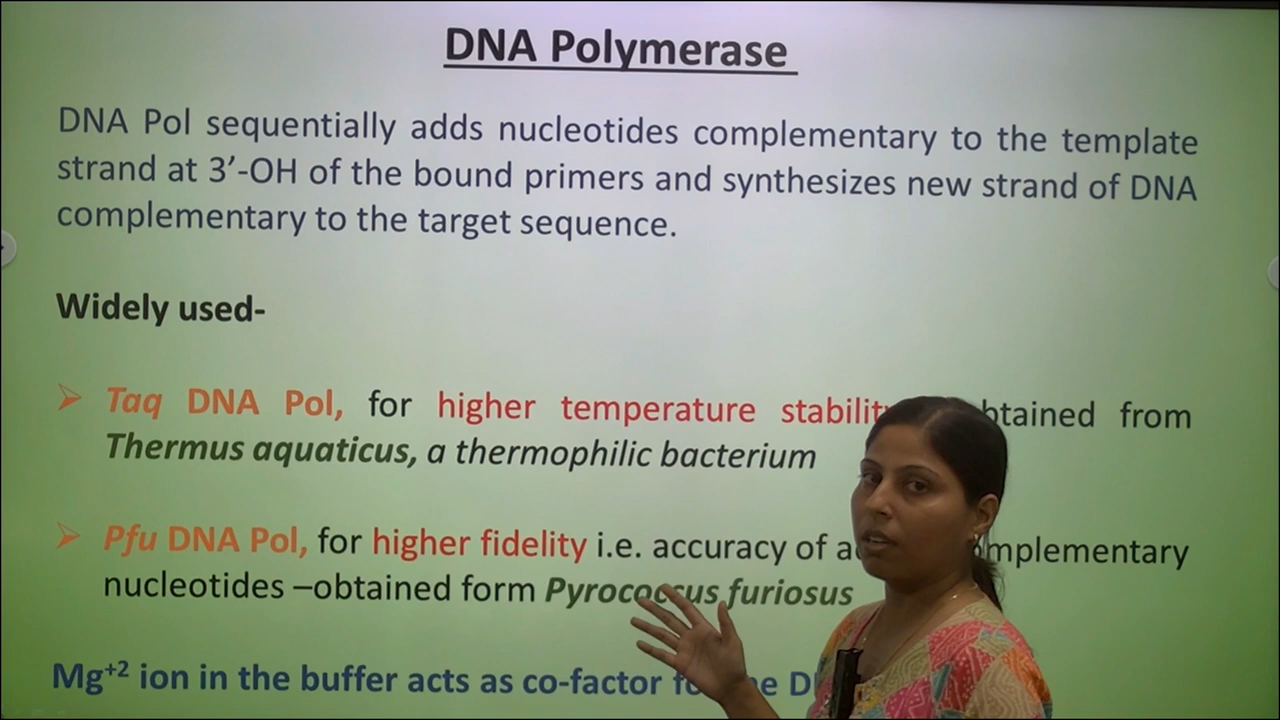 DNA Polymerase
DNA Pol sequentially adds nucleotides complementary to the template
strand at 3’-OH of the bound primers and synthesizes new strand of DNA
complementary to the target sequence.
Widely used-
Taq DNA Pol, for higher temperature from
Thermus aquaticus, a thermophilic bacterium
Pfu DNA Pol, for higher fidelity i.e. accuracy of
nucleotides –obtained form Pyrococcus furiosus
Mg+2 ion in the buffer acts as co-factor